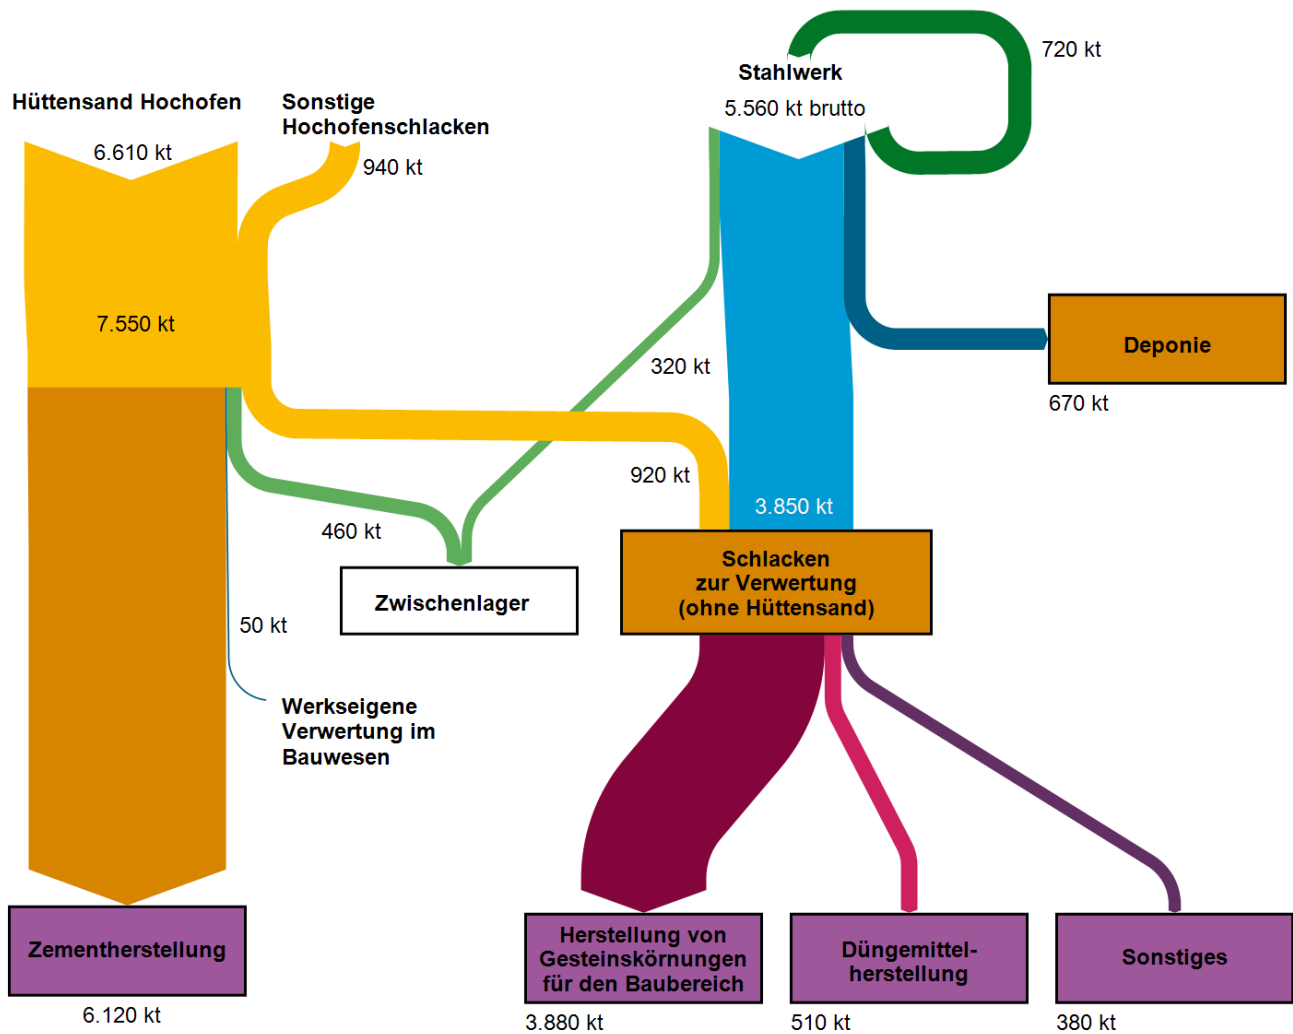 720 kt
Stahlwerk
5.560 kt brutto
Hüttensand Hochofen
6.610 kt
Sonstige
Hochofenschlacken
940 kt
7.550 kt
320 kt
Deponie
670 kt
920 kt
3.850 kt
460 kt
Zwischenlager
Schlacken
zur Verwertung
(ohne Hüttensand)
50 kt
Werkseigene
Verwertung im
Bauwesen
Zementherstellung
6.120 kt
Herstellung von
Gesteinskörnungen
für den Baubereich
3.880 kt
Düngemittel-
herstellung
510 kt
Sonstiges
380 kt